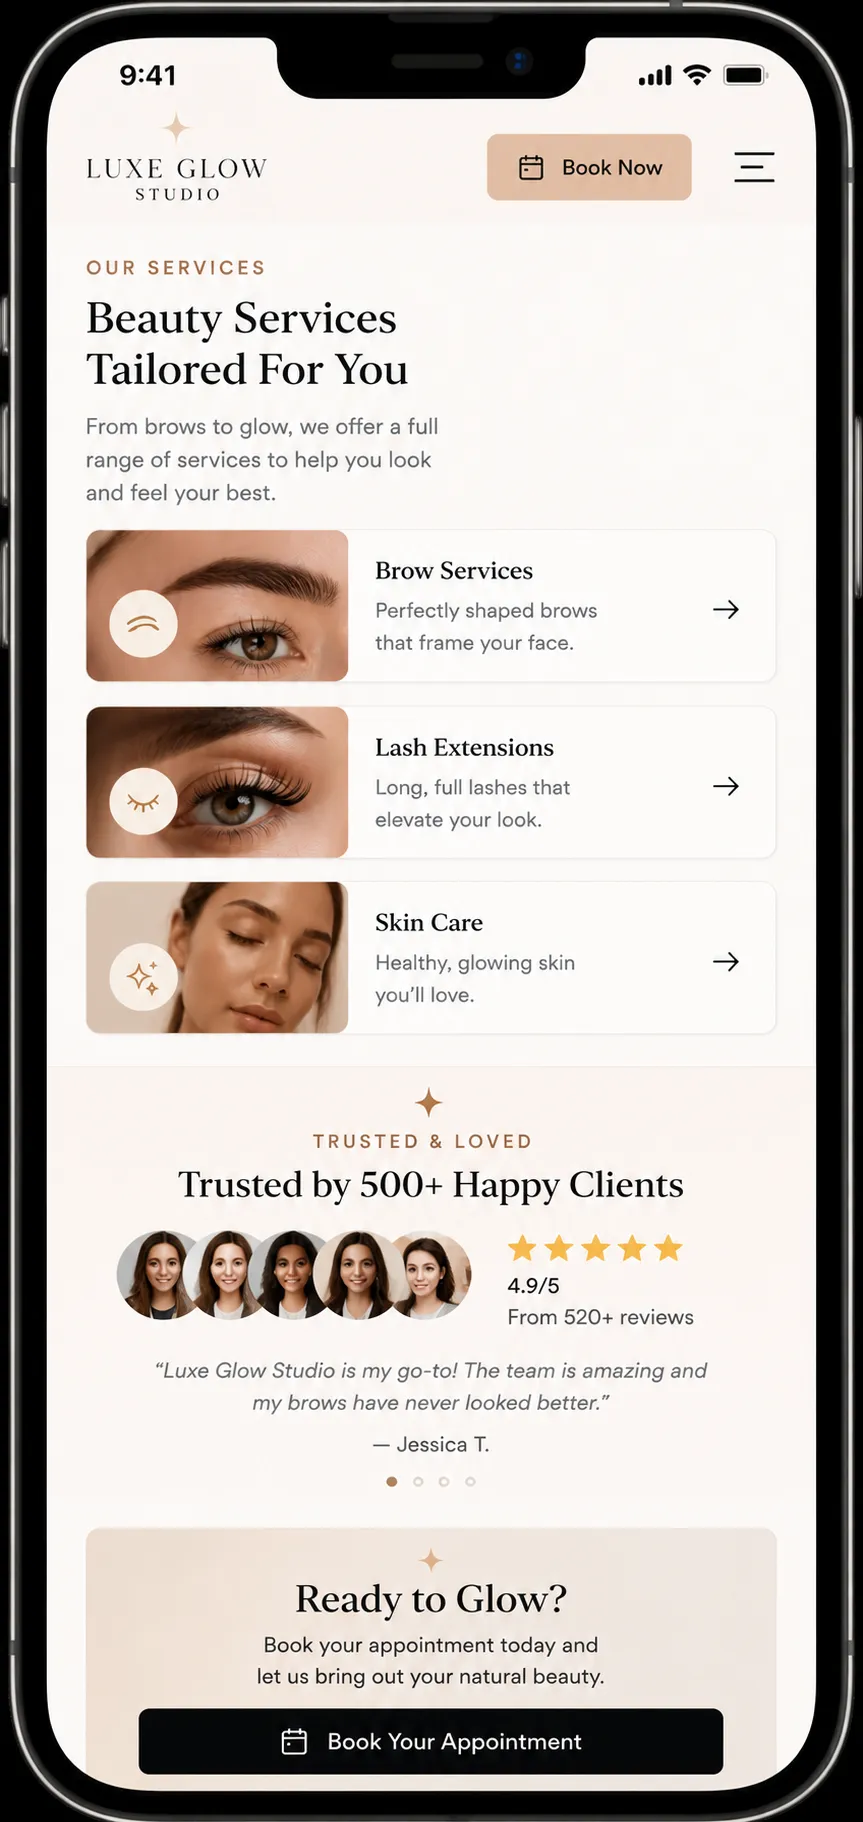 9:41
LUXE GLOW
STUDIO
Book Now
OUR SERVICES
Beauty Services
Tailored For You
From brows to glow, we offer a full
range of services to help you look
and feel your best.
Brow Services
Perfectly shaped brows
that frame your face.
Lash Extensions
Long, full lashes that
elevate your look.
Skin Care
Healthy, glowing skin
you’ll love.
TRUSTED & LOVED
Trusted by 500+ Happy Clients
4.9/5
From 520+ reviews
“Luxe Glow Studio is my go-to! The team is amazing and
my brows have never looked better.”
— Jessica T.
Ready to Glow?
Book your appointment today and
let us bring out your natural beauty.
Book Your Appointment